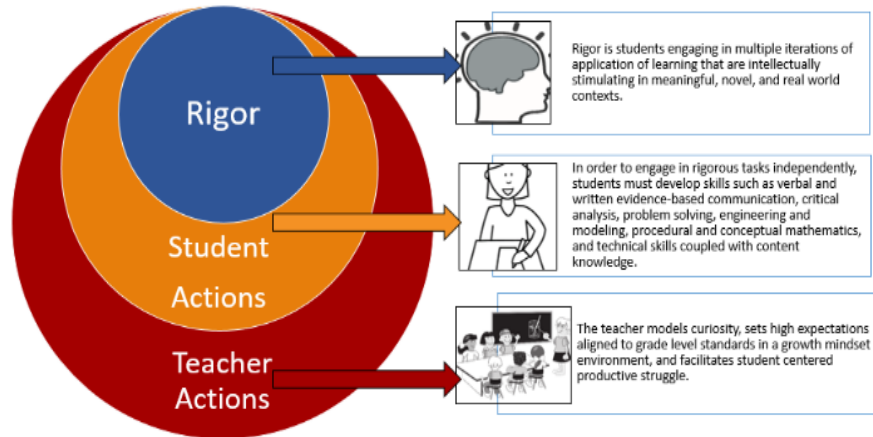 Rigor
Rigor is students engaging in multiple iterations of
application of learning that are intellectually
stimulating in meaningful, novel, and real world
contexts.
Student
Actions
In order to engage in rigorous tasks independently,
students must develop skills such as verbal and
written evidence-based communication, critical
analysis, problem solving, engineering and
modeling, procedural and conceptual mathematics,
and technical skills coupled with content
knowledge.
Teacher
Actions
The teacher models curiosity, sets high expectations
aligned to grade level standards in a growth mindset
environment, and facilitates student centered
productive struggle.